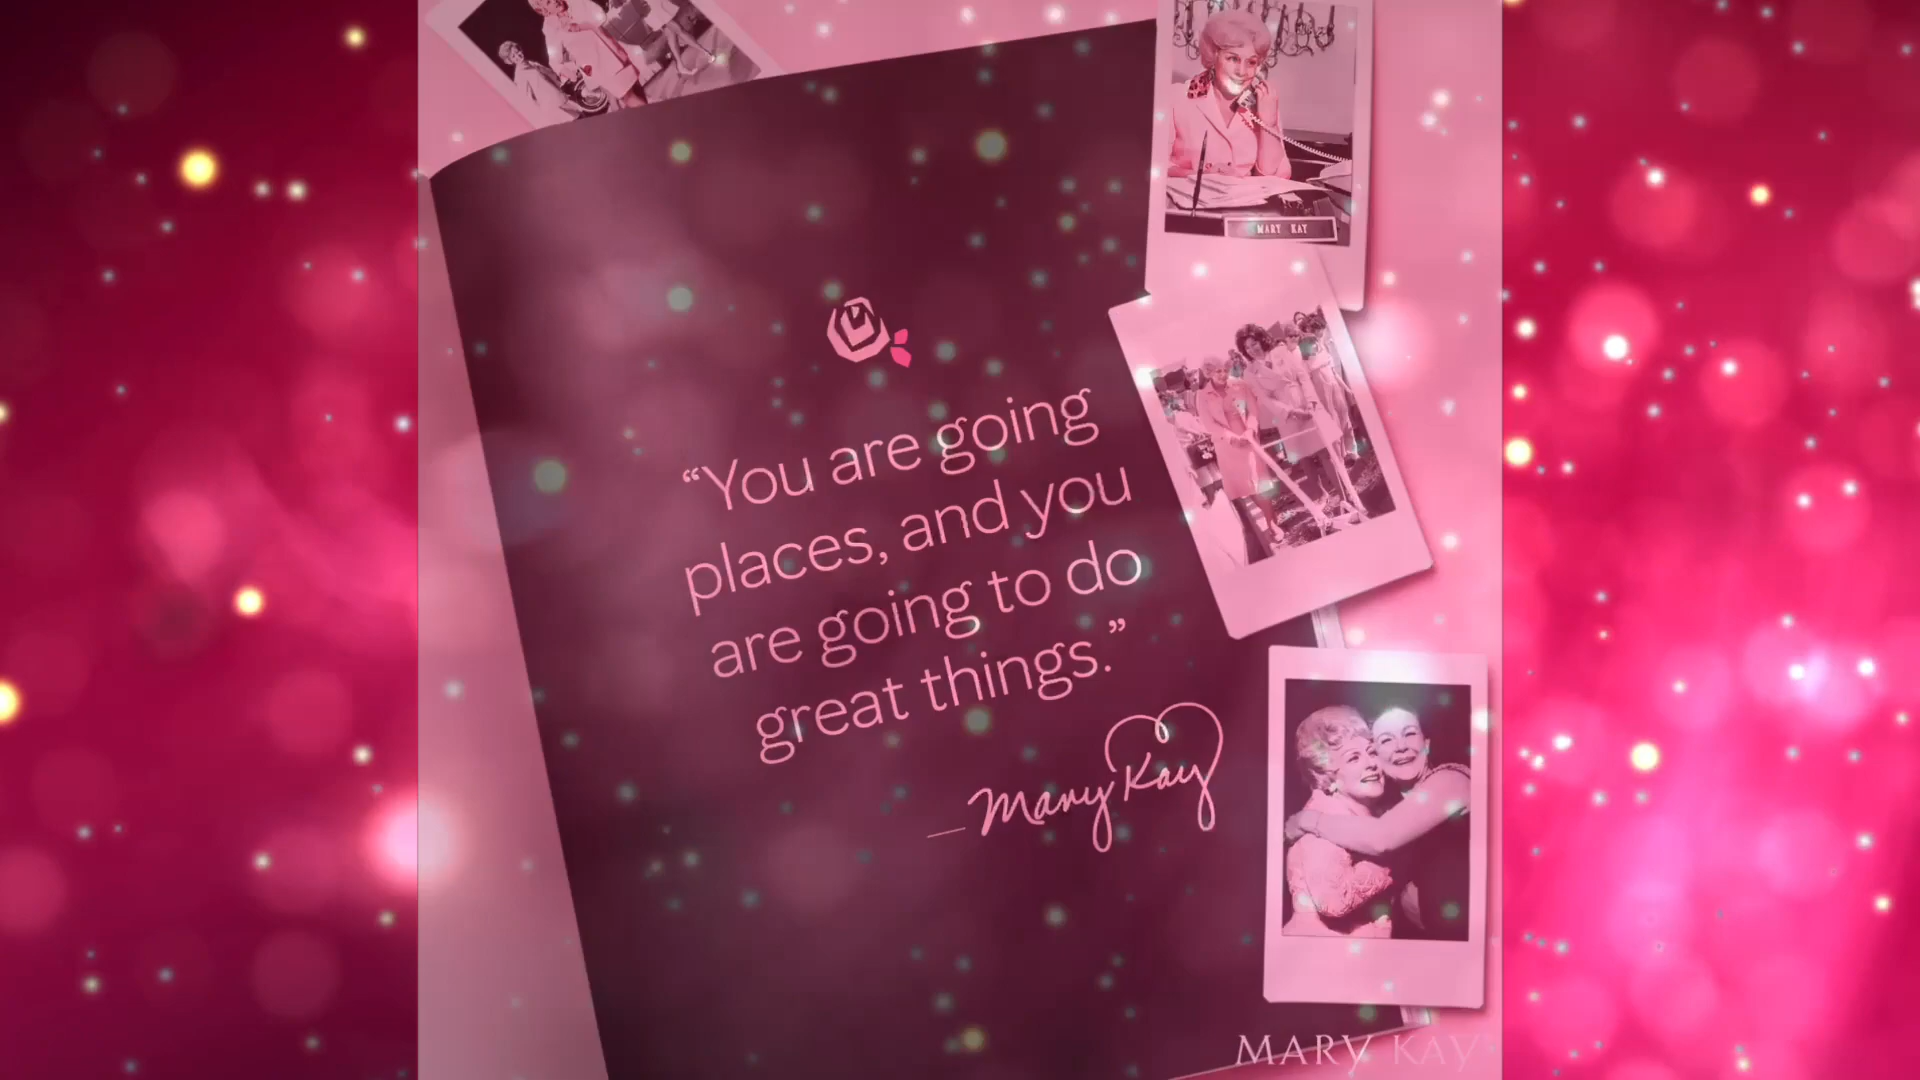 MARY KAY
“You are going
places, and you
are going to do
great things.”
— Mary Kay
MARY KAY